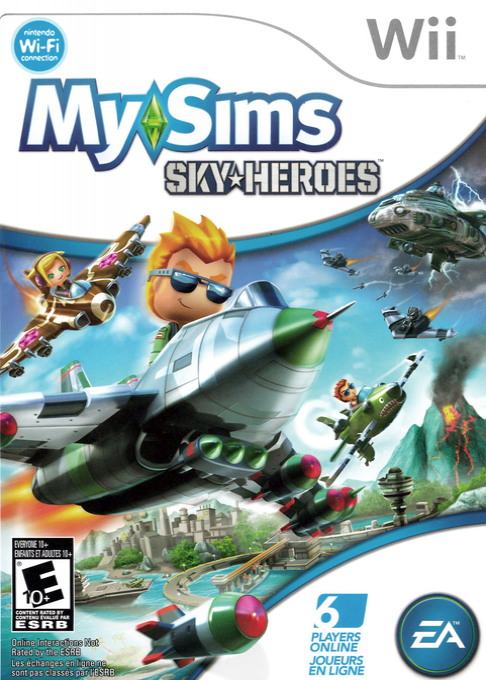 nintendo
Wi-Fi
connection
Wii™
MySims
SKY★HEROES™
EVERYONE 10+
ENFANTS ET ADULTES 10+
E
10+
CONTENT RATED BY
CONTENU ÉVALUÉ PAR
ESRB
Online Interactions Not
Rated by the ESRB
Les échanges en ligne ne
sont pas classés par l'ESRB
6
PLAYERS
ONLINE
JOUEURS
EN LIGNE
EA